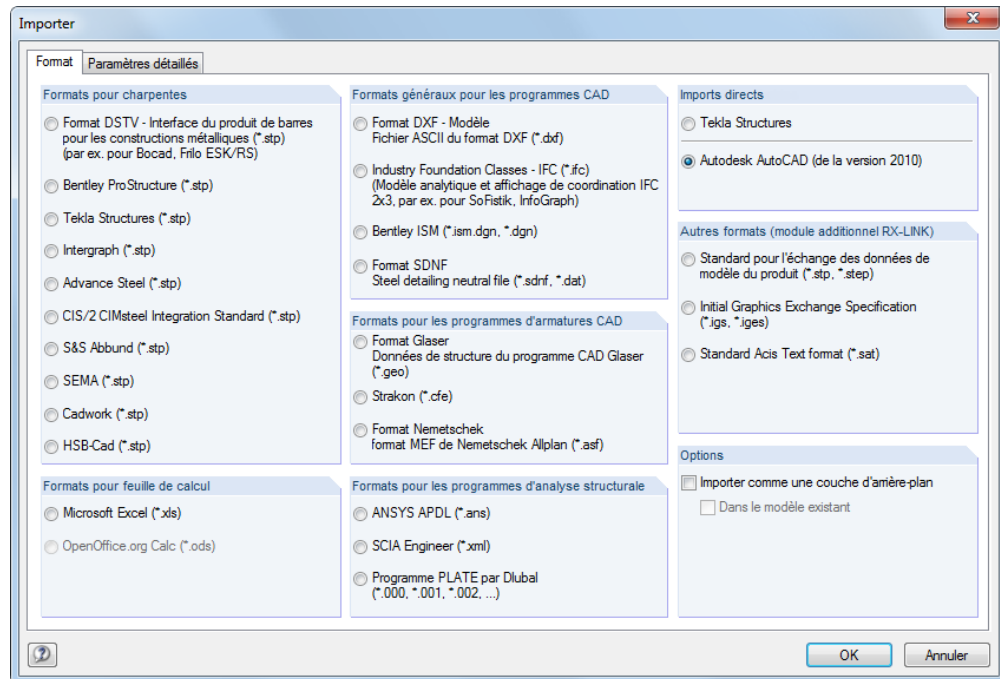 Importer
Format
Paramètres détaillés
Formats pour charpentes
Format DSTV - Interface du produit de barres
pour les constructions métalliques (*.stp)
(par ex. pour Bocad, Frilo ESK/RS)
Bentley ProStructure (*.stp)
Tekla Structures (*.stp)
Intergraph (*.stp)
Advance Steel (*.stp)
CIS/2 CIMsteel Integration Standard (*.stp)
S&S Abbund (*.stp)
SEMA (*.stp)
Cadwork (*.stp)
HSB-Cad (*.stp)
Formats pour feuille de calcul
Microsoft Excel (*.xls)
OpenOffice.org Calc (*.ods)
Formats généraux pour les programmes CAD
Format DXF - Modèle
Fichier ASCII du format DXF (*.dxf)
Industry Foundation Classes - IFC (*.ifc)
(Modèle analytique et affichage de coordination IFC
2x3, par ex. pour SoFistik, InfoGraph)
Bentley ISM (*.ism.dgn, *.dgn)
Format SDNF
Steel detailing neutral file (*.sdnf, *.dat)
Formats pour les programmes d'armatures CAD
Format Glaser
Données de structure du programme CAD Glaser
(*.geo)
Strakon (*.cfe)
Format Nemetschek
format MEF de Nemetschek Allplan (*.asf)
Formats pour les programmes d'analyse structurale
ANSYS APDL (*.ans)
SCIA Engineer (*.xml)
Programme PLATE par Dlubal
(*.000, *.001, *.002, ...)
Imports directs
Tekla Structures
Autodesk AutoCAD (de la version 2010)
Autres formats (module additionnel RX-LINK)
Standard pour l'échange des données de
modèle du produit (*.stp, *.step)
Initial Graphics Exchange Specification
(*.igs, *.iges)
Standard Acis Text format (*.sat)
Options
Importer comme une couche d'arrière-plan
Dans le modèle existant
OK
Annuler